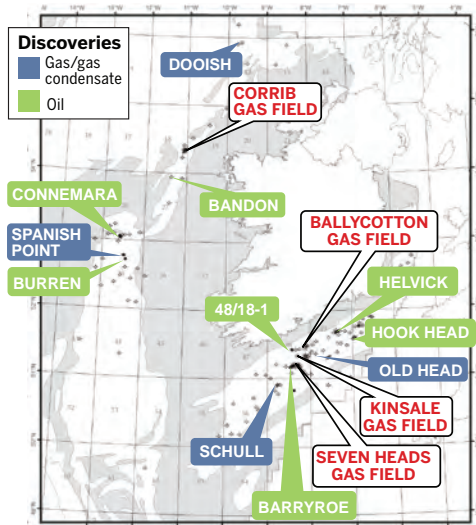 Discoveries
Gas/gas
condensate
Oil
DOOISH
CORRIB
GAS FIELD
CONNEMARA
BANDON
SPANISH
POINT
BALLYCOTTON
GAS FIELD
BURREN
HELVICK
48/18-1
HOOK HEAD
OLD HEAD
KINSALE
GAS FIELD
SCHULL
SEVEN HEADS
GAS FIELD
BARRYROE